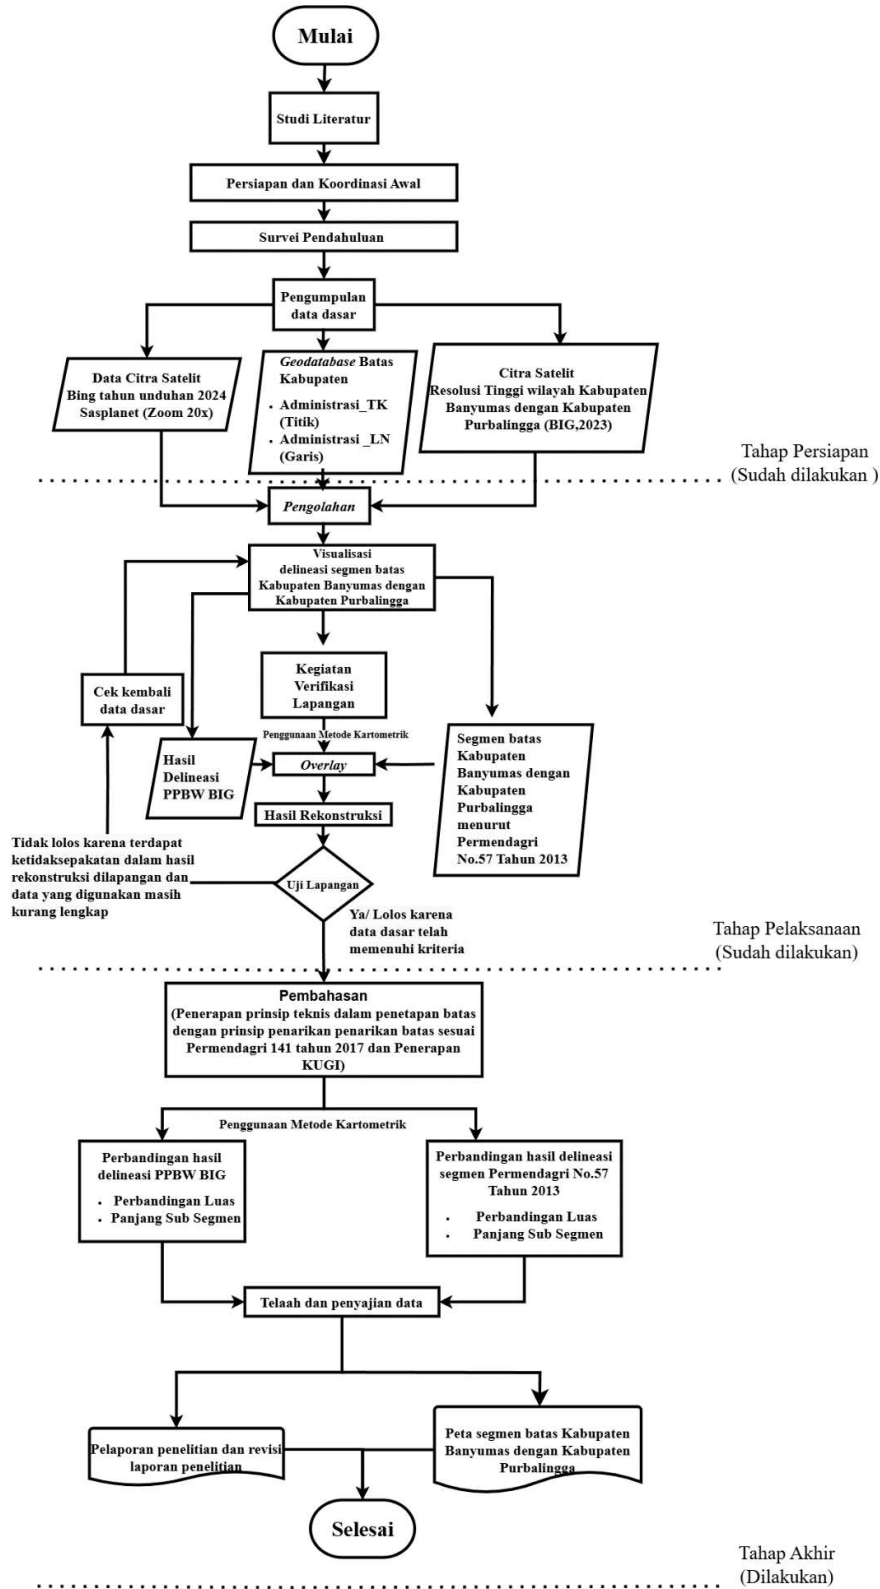 Mulai
Studi Literatur
Persiapan dan Koordinasi Awal
Survei Pendahuluan
Pengumpulan
data dasar
Data Citra Satelit
Bing tahun unduhan 2024
Sasplanet (Zoom 20x)
Geodatabase Batas
Kabupaten
• Administrasi_TK
(Titik)
• Administrasi _LN
(Garis)
Citra Satelit
Resolusi Tinggi wilayah Kabupaten
Banyumas dengan Kabupaten
Purbalingga (BIG,2023)
Tahap Persiapan
(Sudah dilakukan )
Pengolahan
Visualisasi
delineasi segmen batas
Kabupaten Banyumas dengan
Kabupaten Purbalingga
Cek kembali
data dasar
Kegiatan
Verifikasi
Lapangan
Penggunaan Metode Kartometrik
Hasil
Delineasi
PPBW BIG
Overlay
Segmen batas
Kabupaten
Banyumas dengan
Kabupaten
Purbalingga
menurut
Permendagri
No.57 Tahun 2013
Hasil Rekonstruksi
Tidak lolos karena terdapat
ketidaksepakatan dalam hasil
rekonstruksi dilapangan dan
data yang digunakan masih
kurang lengkap
Uji Lapangan
Ya/ Lolos karena
data dasar telah
memenuhi kriteria
Tahap Pelaksanaan
(Sudah dilakukan)
Pembahasan
(Penerapan prinsip teknis dalam penetapan batas
dengan prinsip penarikan penarikan batas sesuai
Permendagri 141 tahun 2017 dan Penerapan
KUGI)
Penggunaan Metode Kartometrik
Perbandingan hasil
delineasi PPBW BIG
• Perbandingan Luas
• Panjang Sub Segmen
Perbandingan hasil delineasi
segmen Permendagri No.57
Tahun 2013
• Perbandingan Luas
• Panjang Sub Segmen
Telaah dan penyajian data
Pelaporan penelitian dan revisi
laporan penelitian
Peta segmen batas Kabupaten
Banyumas dengan Kabupaten
Purbalingga
Selesai
Tahap Akhir
(Dilakukan)